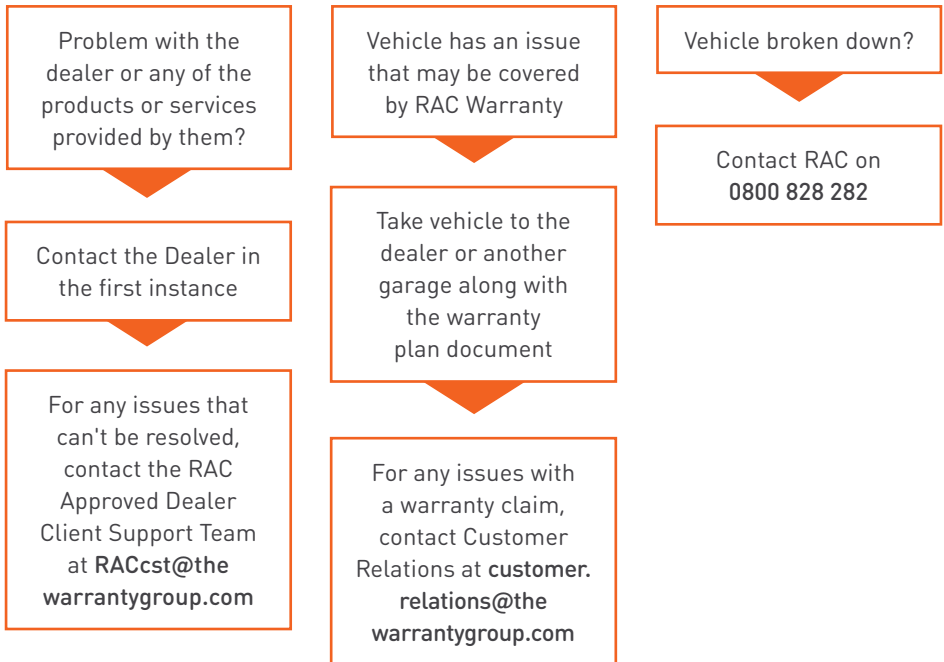 Problem with the
dealer or any of the
products or services
provided by them?
Contact the Dealer in
the first instance
For any issues that
can't be resolved,
contact the RAC
Approved Dealer
Client Support Team
at RACcst@the
warrantygroup.com
Vehicle has an issue
that may be covered
by RAC Warranty
Take vehicle to the
dealer or another
garage along with
the warranty
plan document
For any issues with
a warranty claim,
contact Customer
Relations at customer.
relations@the
warrantygroup.com
Vehicle broken down?
Contact RAC on
0800 828 282